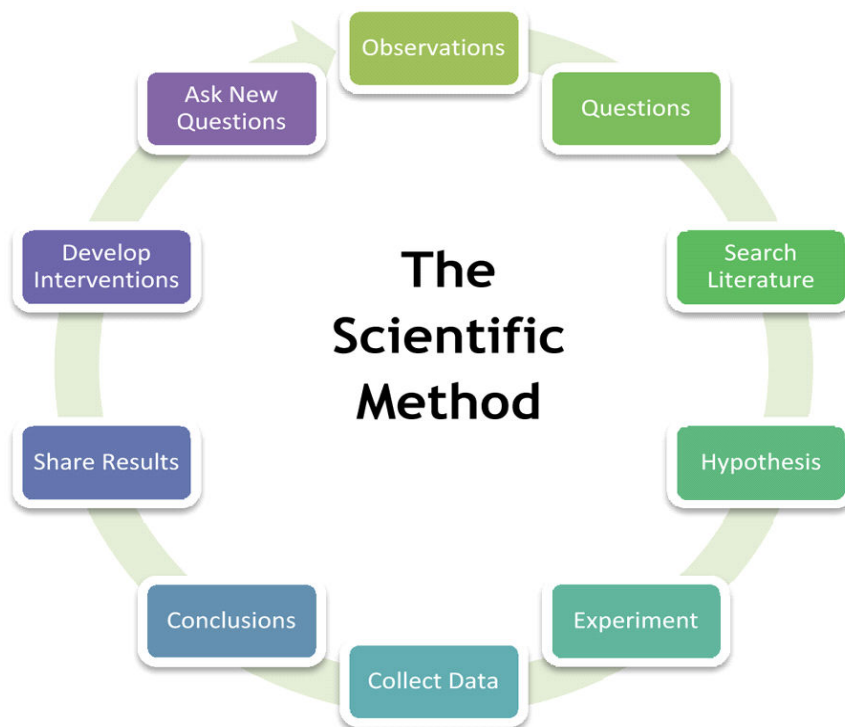 Observations
Questions
Search
Literature
Hypothesis
Experiment
Collect Data
Conclusions
Share Results
Develop
Interventions
Ask New
Questions
The
Scientific
Method